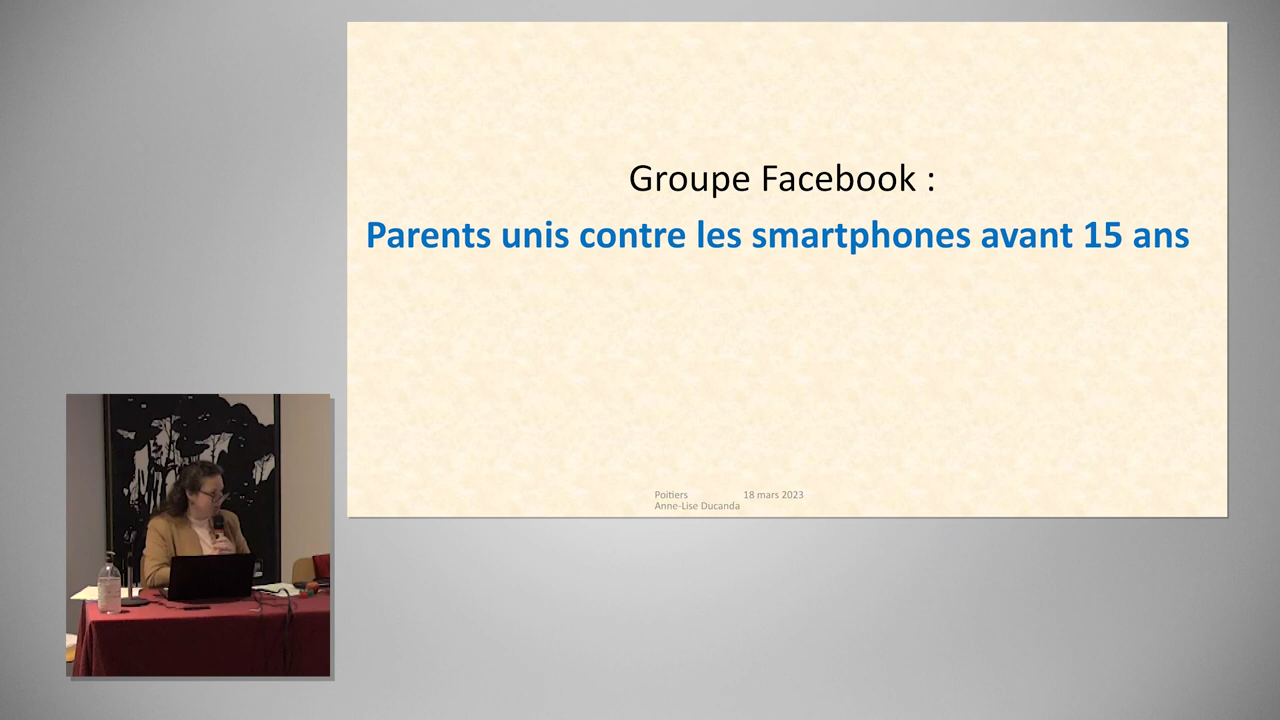 Groupe Facebook :
Parents unis contre les smartphones avant 15 ans
Poitiers 18 mars 2023
Anne-Lise Ducanda